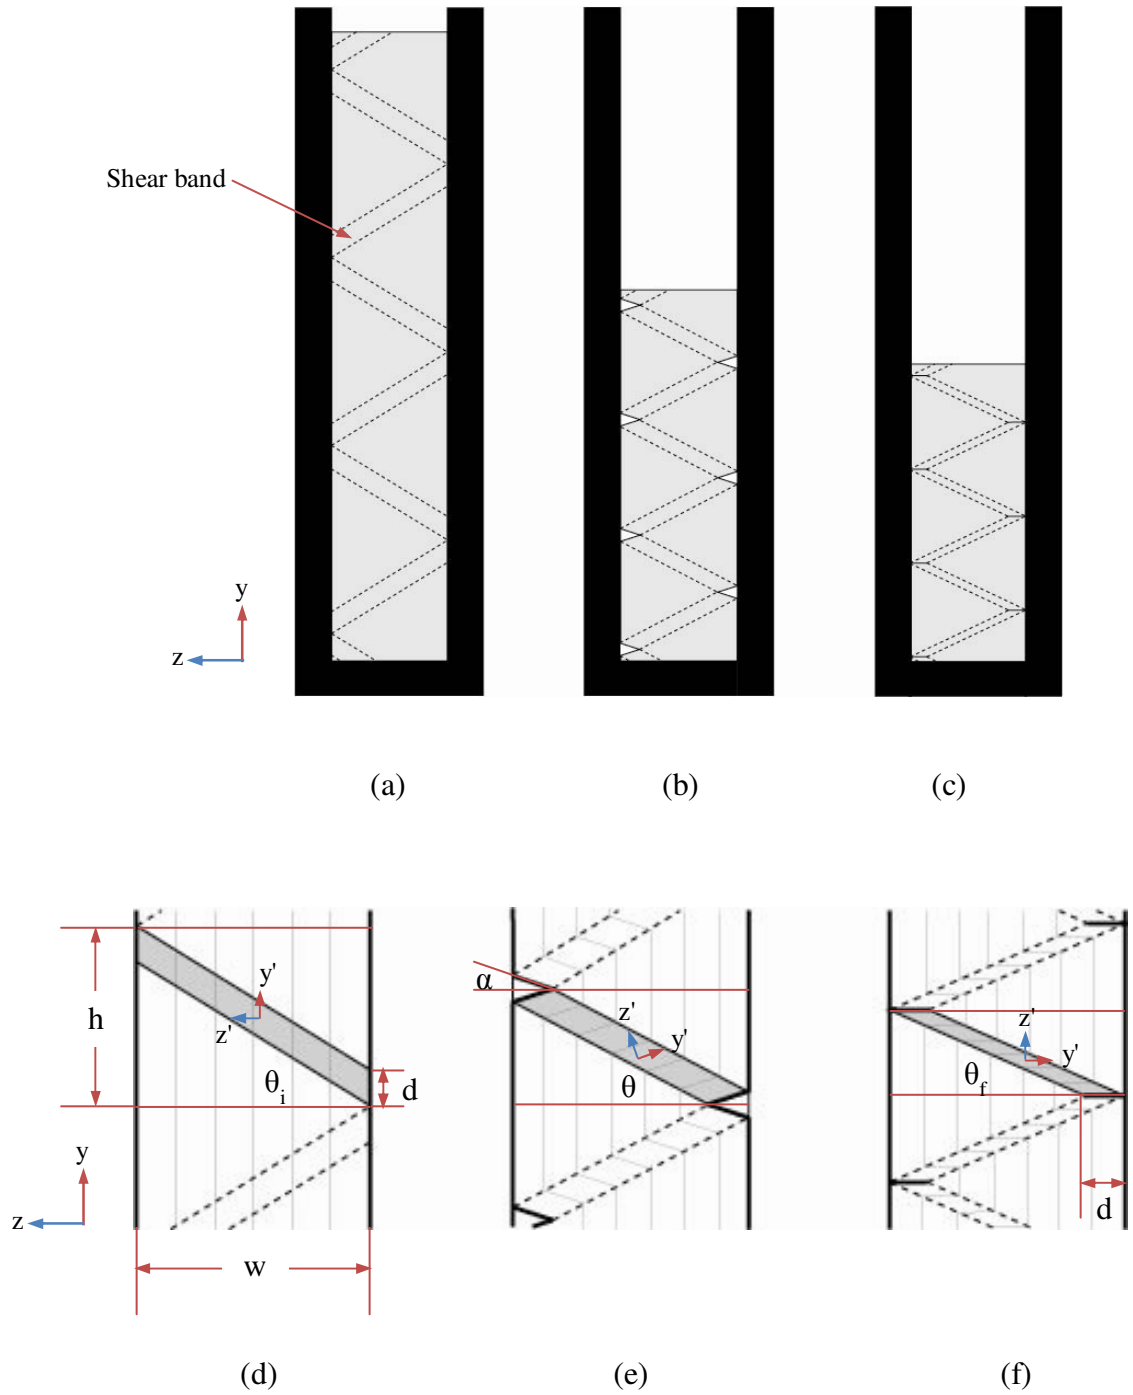 Shear band
y
z
(a)
(b)
(c)
h
y'
z'
θi
d
y
z
w
α
z'
y'
θ
z'
y'
θf
d
(d)
(e)
(f)